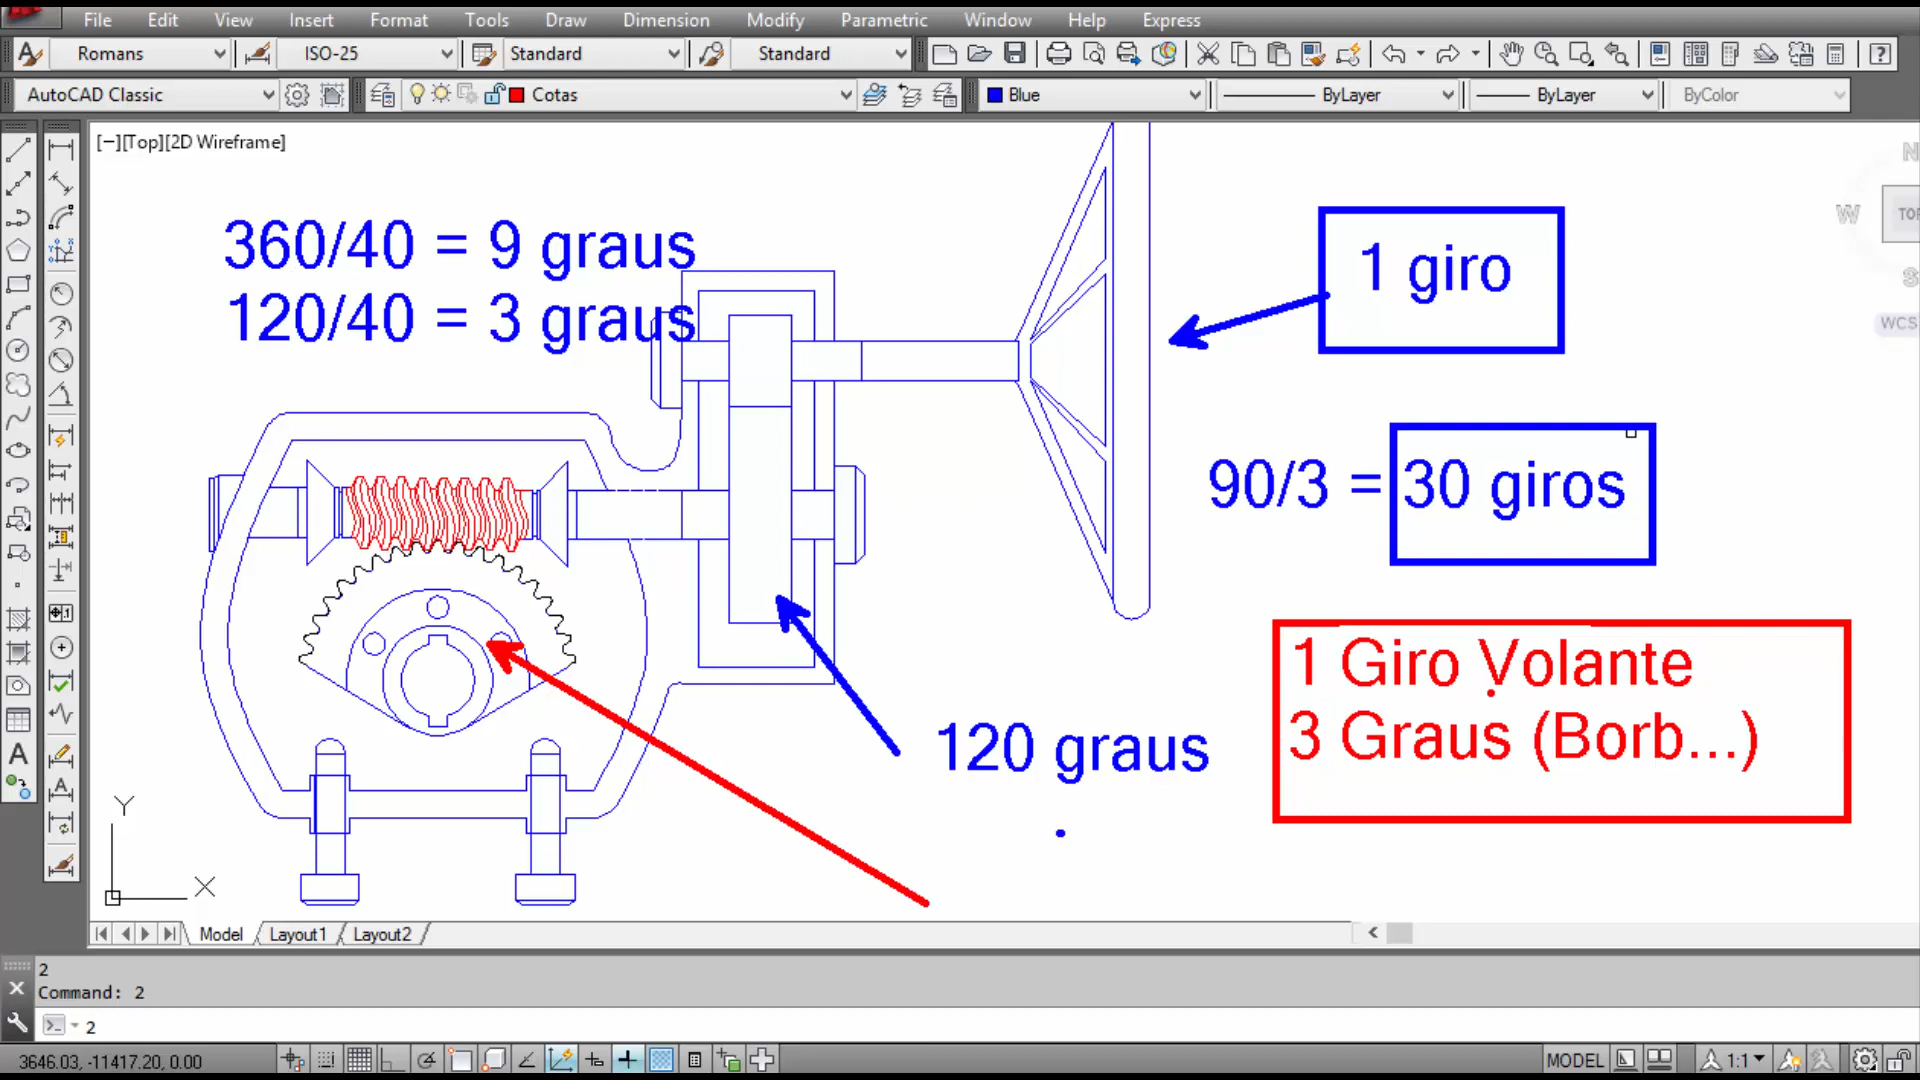 File Edit View Insert Format Tools Draw Dimension Modify Parametric Window Help Express
Romans ISO-25 Standard Standard
AutoCAD Classic Cotas Blue ByLayer ByLayer ByColor
[−][Top][2D Wireframe]
N
W TOP
S
WCS
360/40 = 9 graus
120/40 = 3 graus
1 giro
90/3 = 30 giros
1 Giro Volante
3 Graus (Borb...)
120 graus
Y
X
Model Layout1 Layout2
2
Command: 2
2
3646.03, -11417.20, 0.00 MODEL 1:1